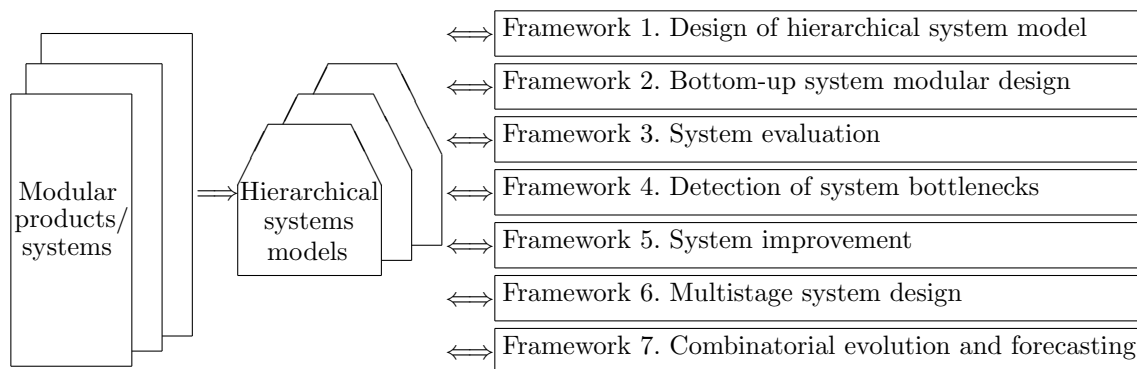 Modular
products/
systems
Hierarchical
systems
models
Framework 1. Design of hierarchical system model
Framework 2. Bottom-up system modular design
Framework 3. System evaluation
Framework 4. Detection of system bottlenecks
Framework 5. System improvement
Framework 6. Multistage system design
Framework 7. Combinatorial evolution and forecasting